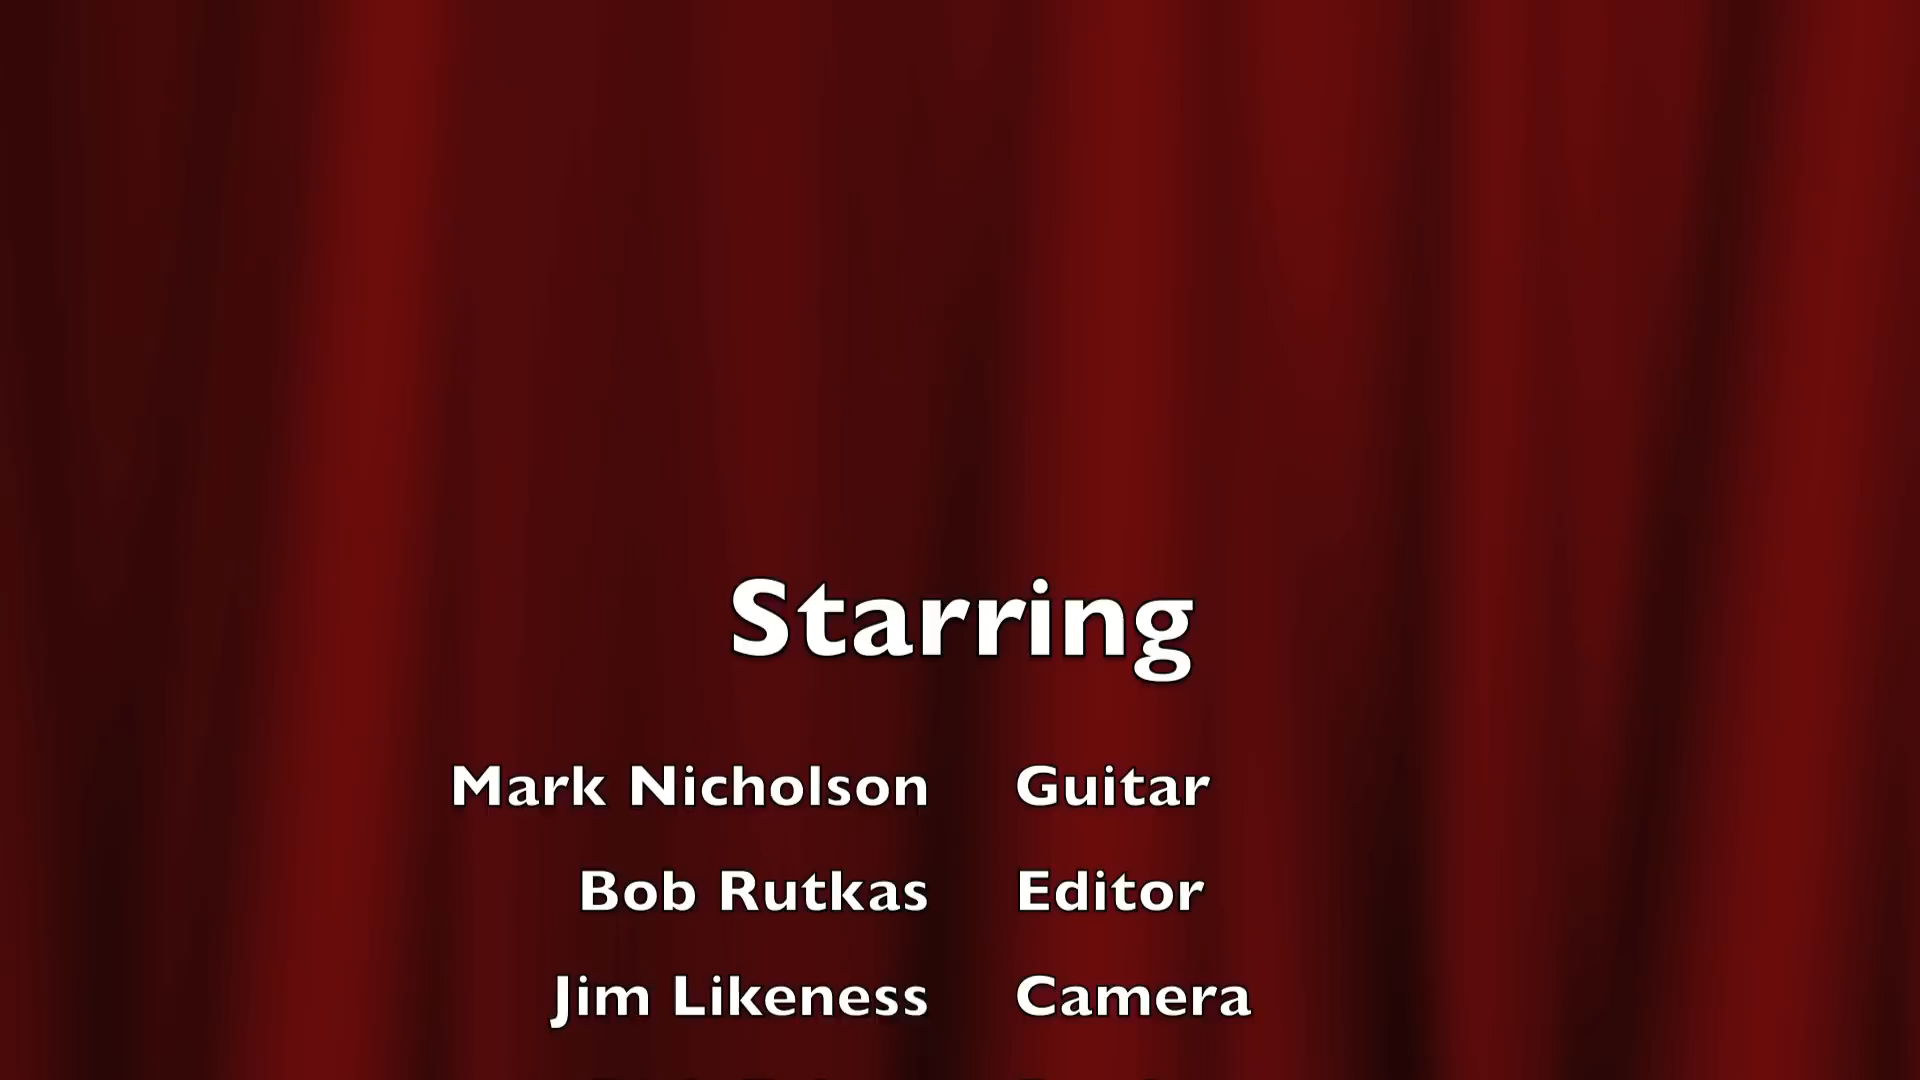 Starring
Mark Nicholson Guitar
Bob Rutkas Editor
Jim Likeness Camera